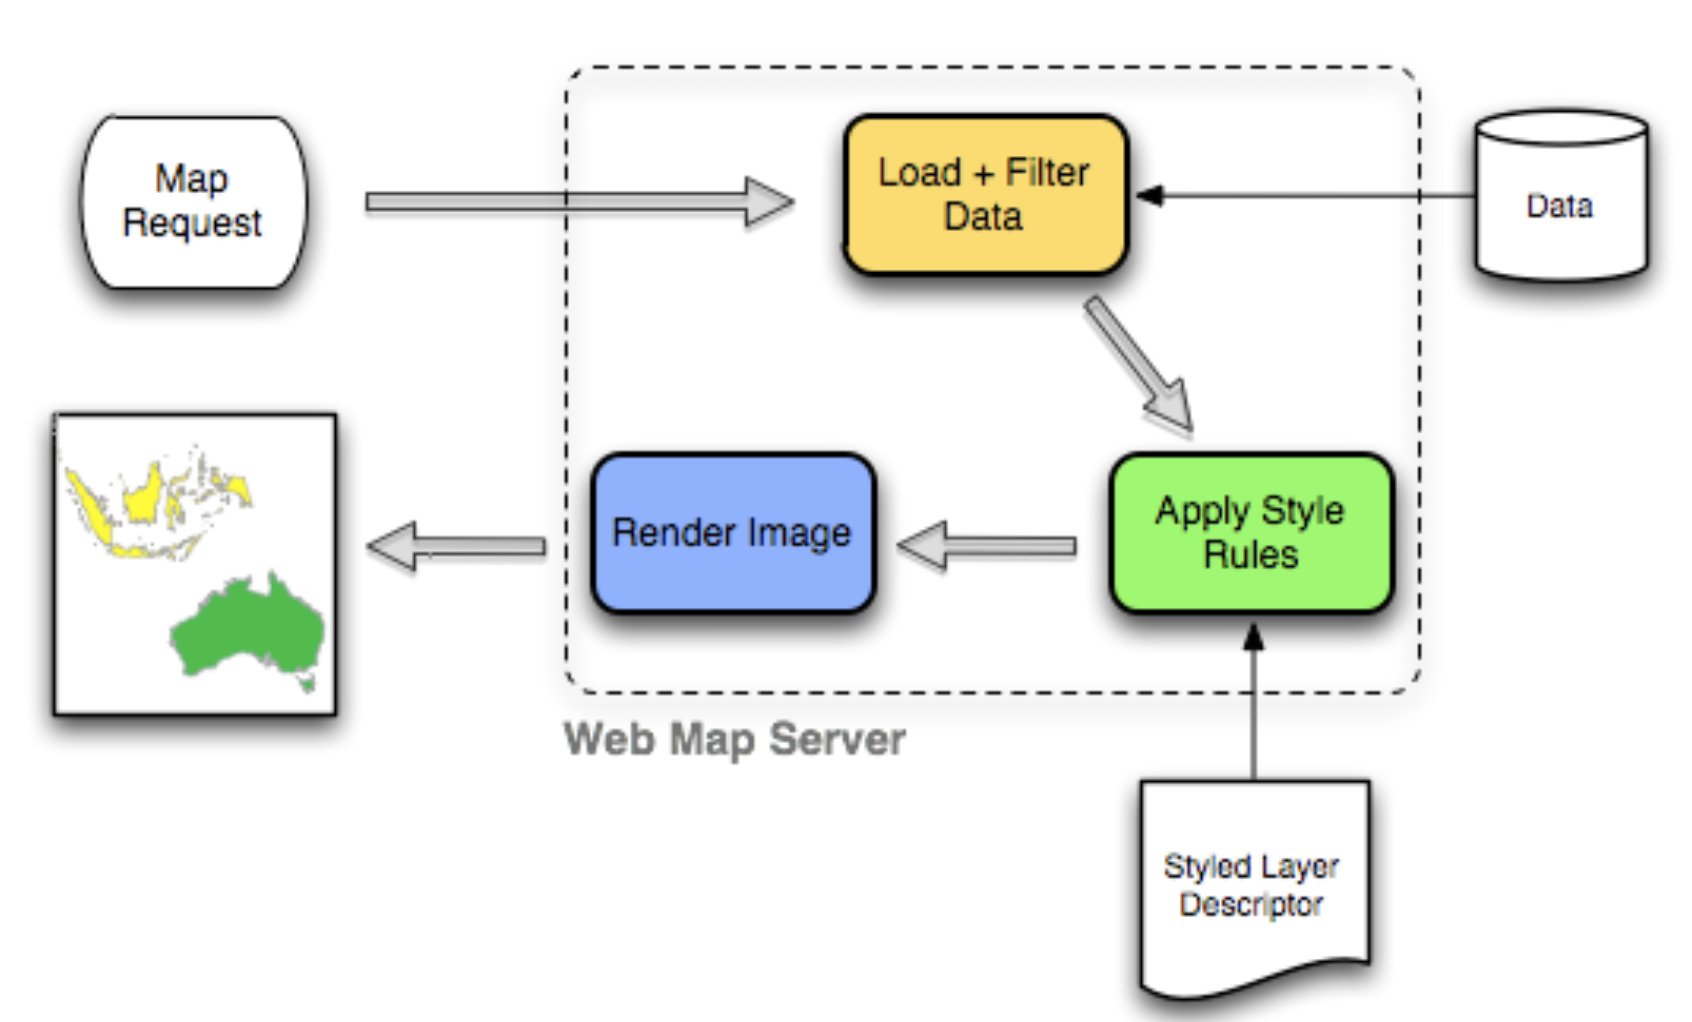 Map
Request
Load + Filter
Data
Data
Render Image
Apply Style
Rules
Web Map Server
Styled Layer
Descriptor